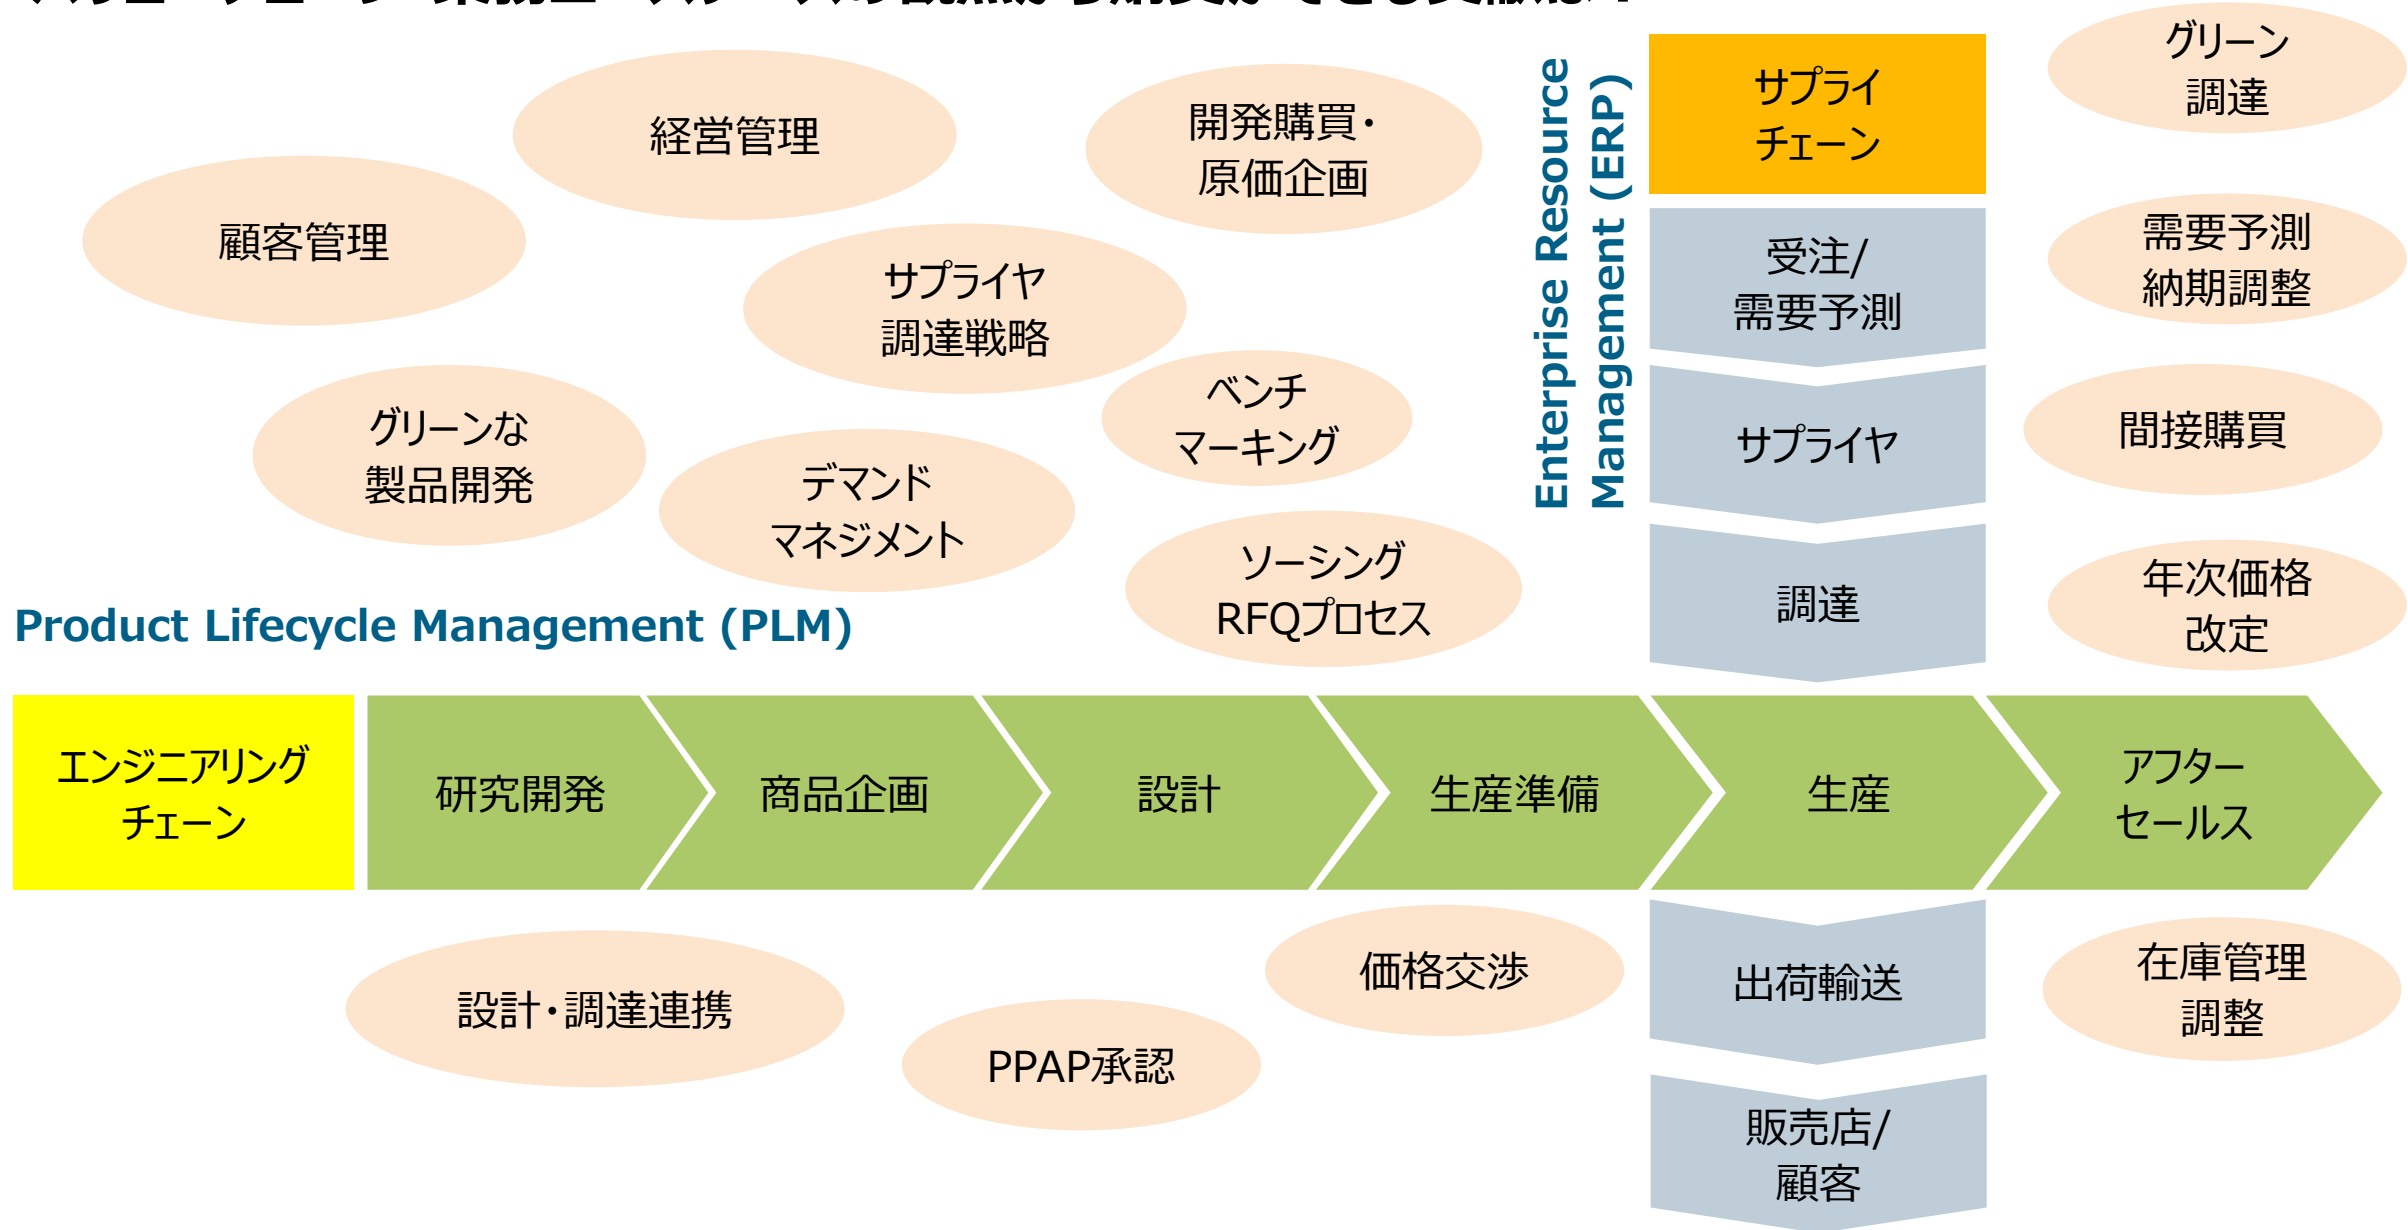 経営管理
開発購買・
原価企画
顧客管理
サプライヤ
調達戦略
ベンチ
マーキング
グリーンな
製品開発
デマンド
マネジメント
ソーシング
RFQプロセス
Product Lifecycle Management (PLM)
Enterprise Resource
Management (ERP)
サプライ
チェーン
受注/
需要予測
サプライヤ
調達
グリーン
調達
需要予測
納期調整
間接購買
年次価格
改定
エンジニアリング
チェーン
研究開発
商品企画
設計
生産準備
生産
アフター
セールス
設計・調達連携
PPAP承認
価格交渉
出荷輸送
販売店/
顧客
在庫管理
調整